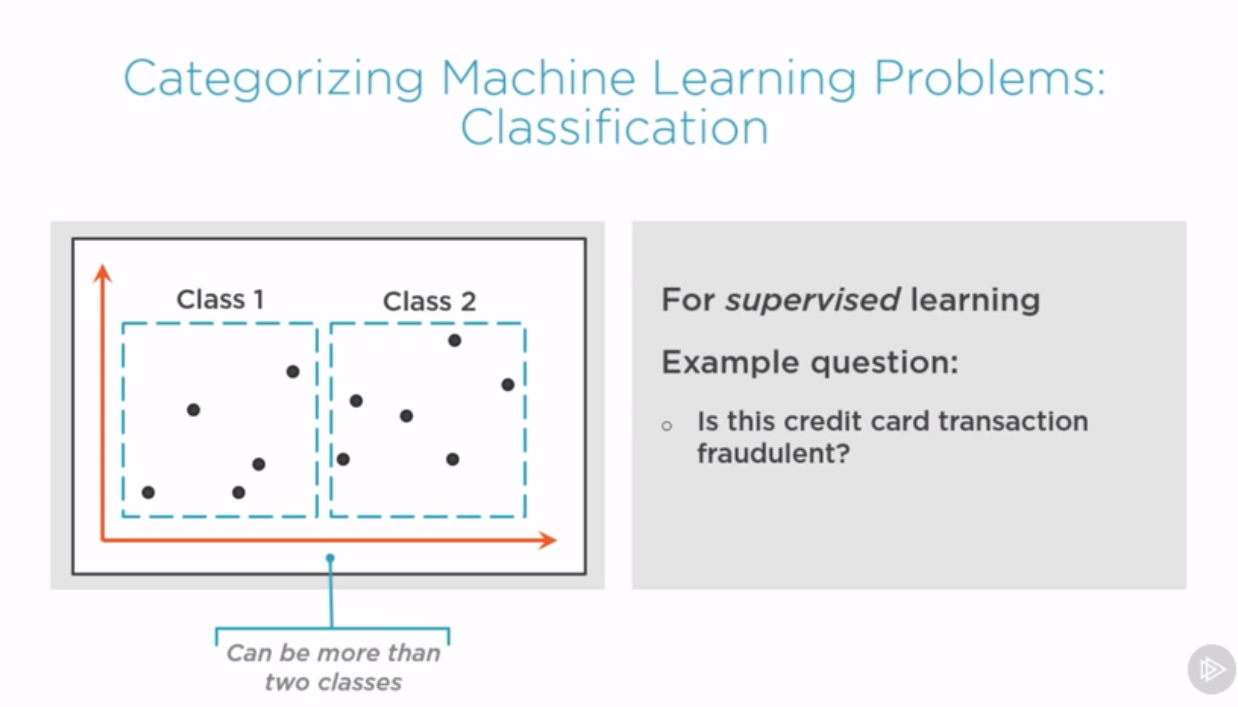 Categorizing Machine Learning Problems:
Classification
Class 1
Class 2
Can be more than
two classes
For supervised learning
Example question:
Is this credit card transaction
fraudulent?